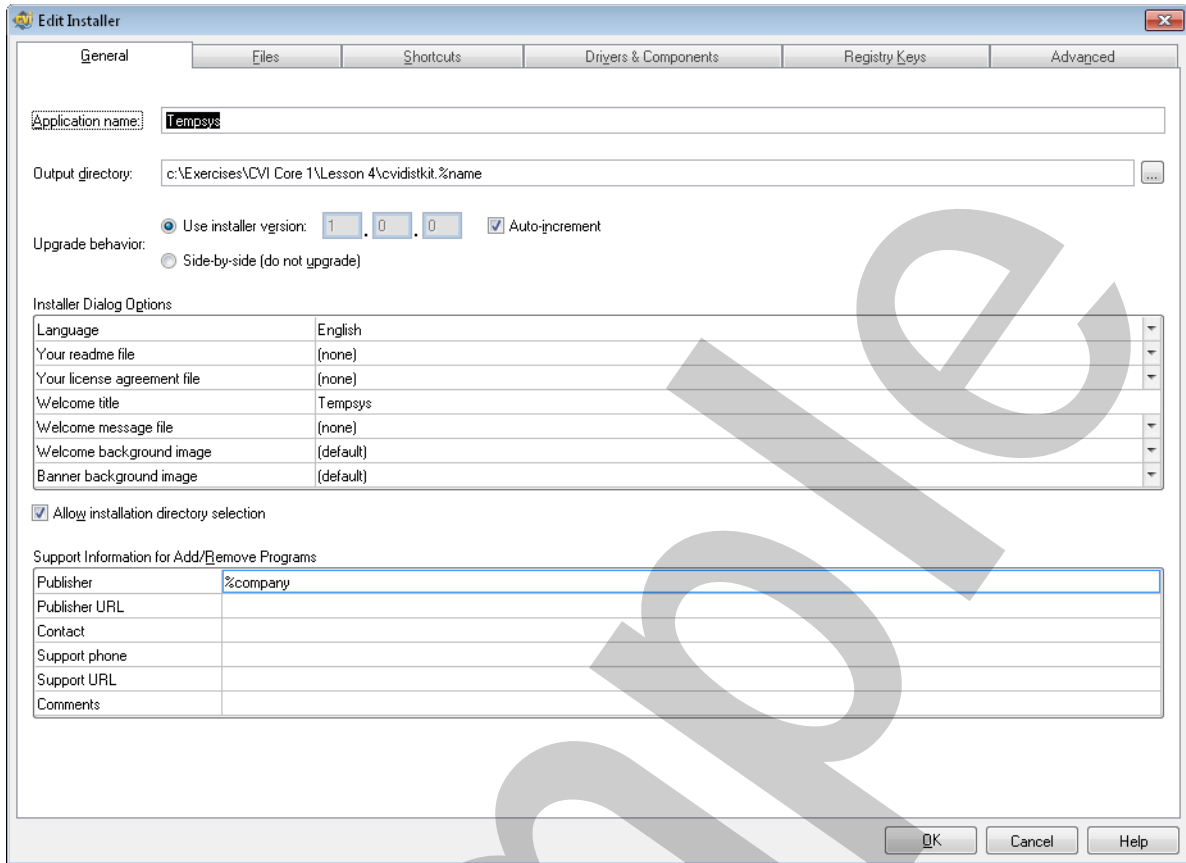 Edit Installer
General Files Shortcuts Drivers & Components Registry Keys Advanced
Application name: Tempsys
Output directory: c:\Exercises\CVI Core 1\Lesson 4\cvidistkit.%name ...
Upgrade behavior:
Use installer version: 1 . 0 . 0 Auto-increment
Side-by-side (do not upgrade)
Installer Dialog Options
Language English
Your readme file (none)
Your license agreement file (none)
Welcome title Tempsys
Welcome message file (none)
Welcome background image (default)
Banner background image (default)
Allow installation directory selection
Support Information for Add/Remove Programs
Publisher %company
Publisher URL
Contact
Support phone
Support URL
Comments
OK Cancel Help
mple